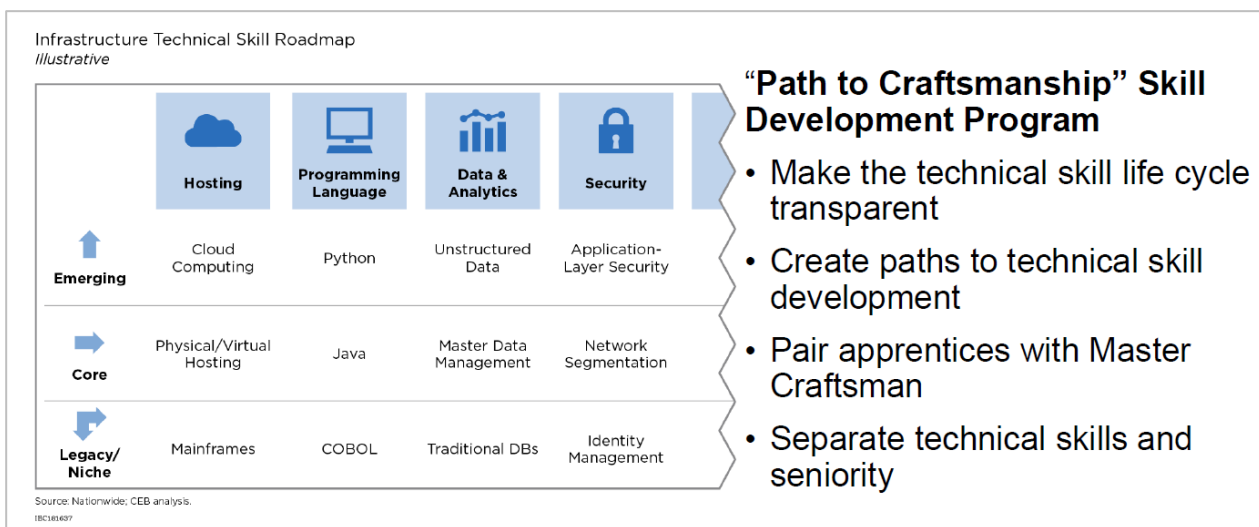 Infrastructure Technical Skill Roadmap
Illustrative
Hosting
Programming
Language
Data &
Analytics
Security
Emerging
Cloud
Computing
Python
Unstructured
Data
Application-
Layer Security
Core
Physical/Virtual
Hosting
Java
Master Data
Management
Network
Segmentation
Legacy/
Niche
Mainframes
COBOL
Traditional DBs
Identity
Management
Source: Nationwide; CEB analysis.
IBC181637
“Path to Craftsmanship” Skill
Development Program
• Make the technical skill life cycle
transparent
• Create paths to technical skill
development
• Pair apprentices with Master
Craftsman
• Separate technical skills and
seniority